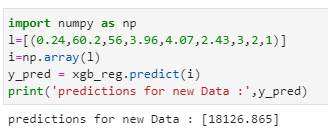 import numpy as np
l=[(0.24,60.2,56,3.96,4.07,2.43,3,2,1)]
i=np.array(l)
y_pred = xgb_reg.predict(i)
print('predictions for new Data :',y_pred)
predictions for new Data : [18126.865]